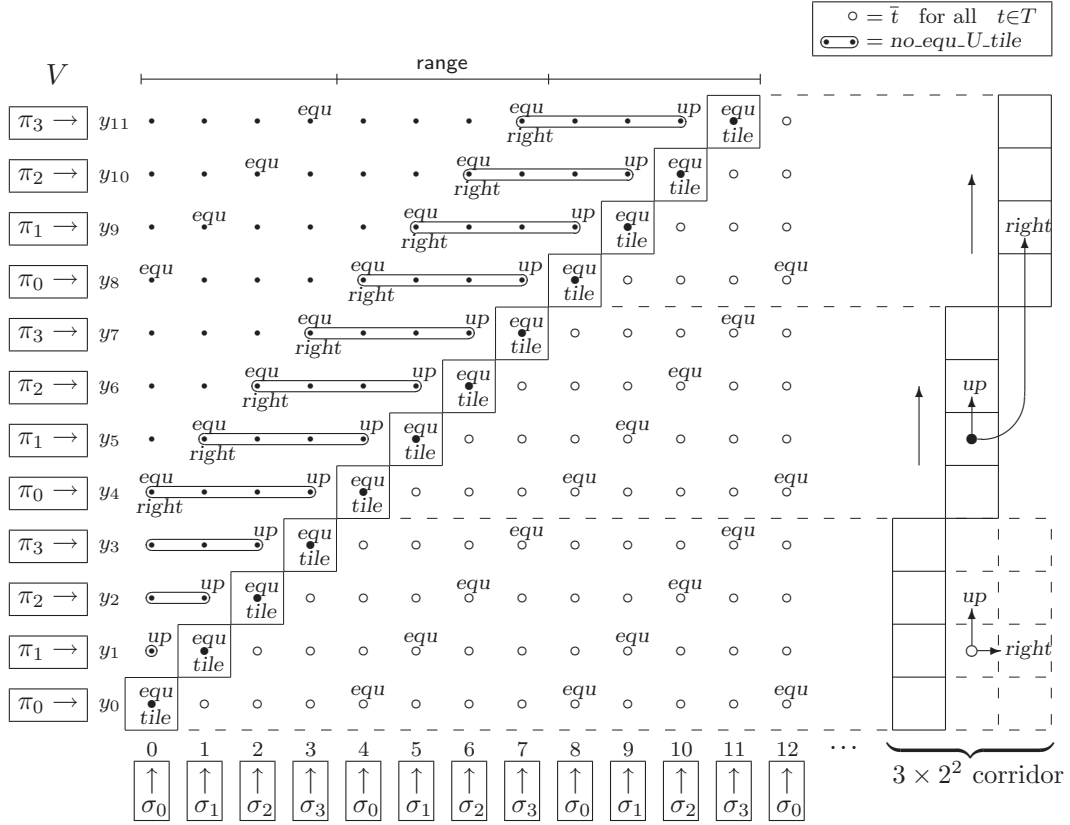 ○ = t̄ for all t∈T
= no_equ_U_tile
V
range
π₃ → y₁₁ equ equ right up equ tile
π₂ → y₁₀ equ equ right up equ tile
π₁ → y₉ equ equ right up equ tile right
π₀ → y₈ equ equ right up equ tile equ
π₃ → y₇ equ right up equ tile equ
π₂ → y₆ equ right up equ tile equ up
π₁ → y₅ equ right up equ tile equ
π₀ → y₄ equ right up equ tile equ equ
π₃ → y₃ up equ tile equ equ
π₂ → y₂ up equ tile equ equ up
π₁ → y₁ up equ tile equ equ right
π₀ → y₀ equ tile equ equ equ
0 1 2 3 4 5 6 7 8 9 10 11 12 ⋯
3 × 2² corridor
↑ ↑ ↑ ↑ ↑ ↑ ↑ ↑ ↑ ↑ ↑ ↑ ↑
σ₀ σ₁ σ₂ σ₃ σ₀ σ₁ σ₂ σ₃ σ₀ σ₁ σ₂ σ₃ σ₀